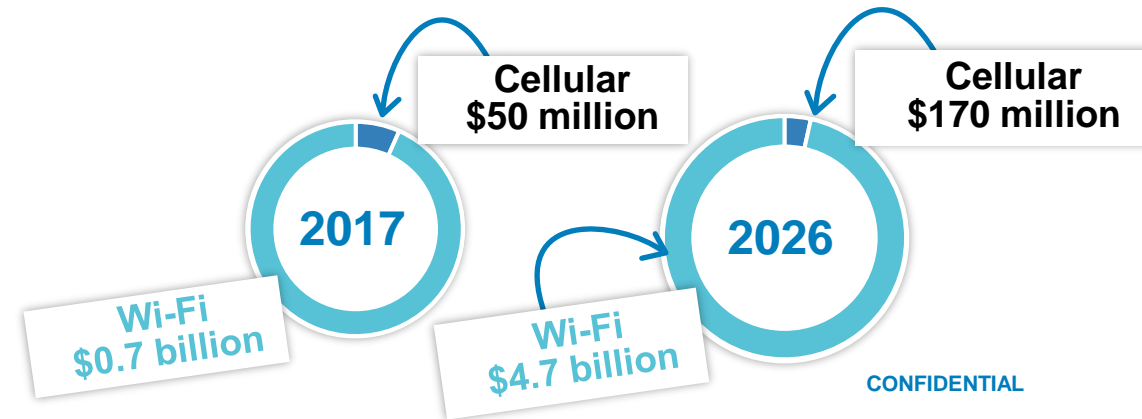 Cellular
$50 million
2017
Wi-Fi
$0.7 billion
Cellular
$170 million
2026
Wi-Fi
$4.7 billion
CONFIDENTIAL